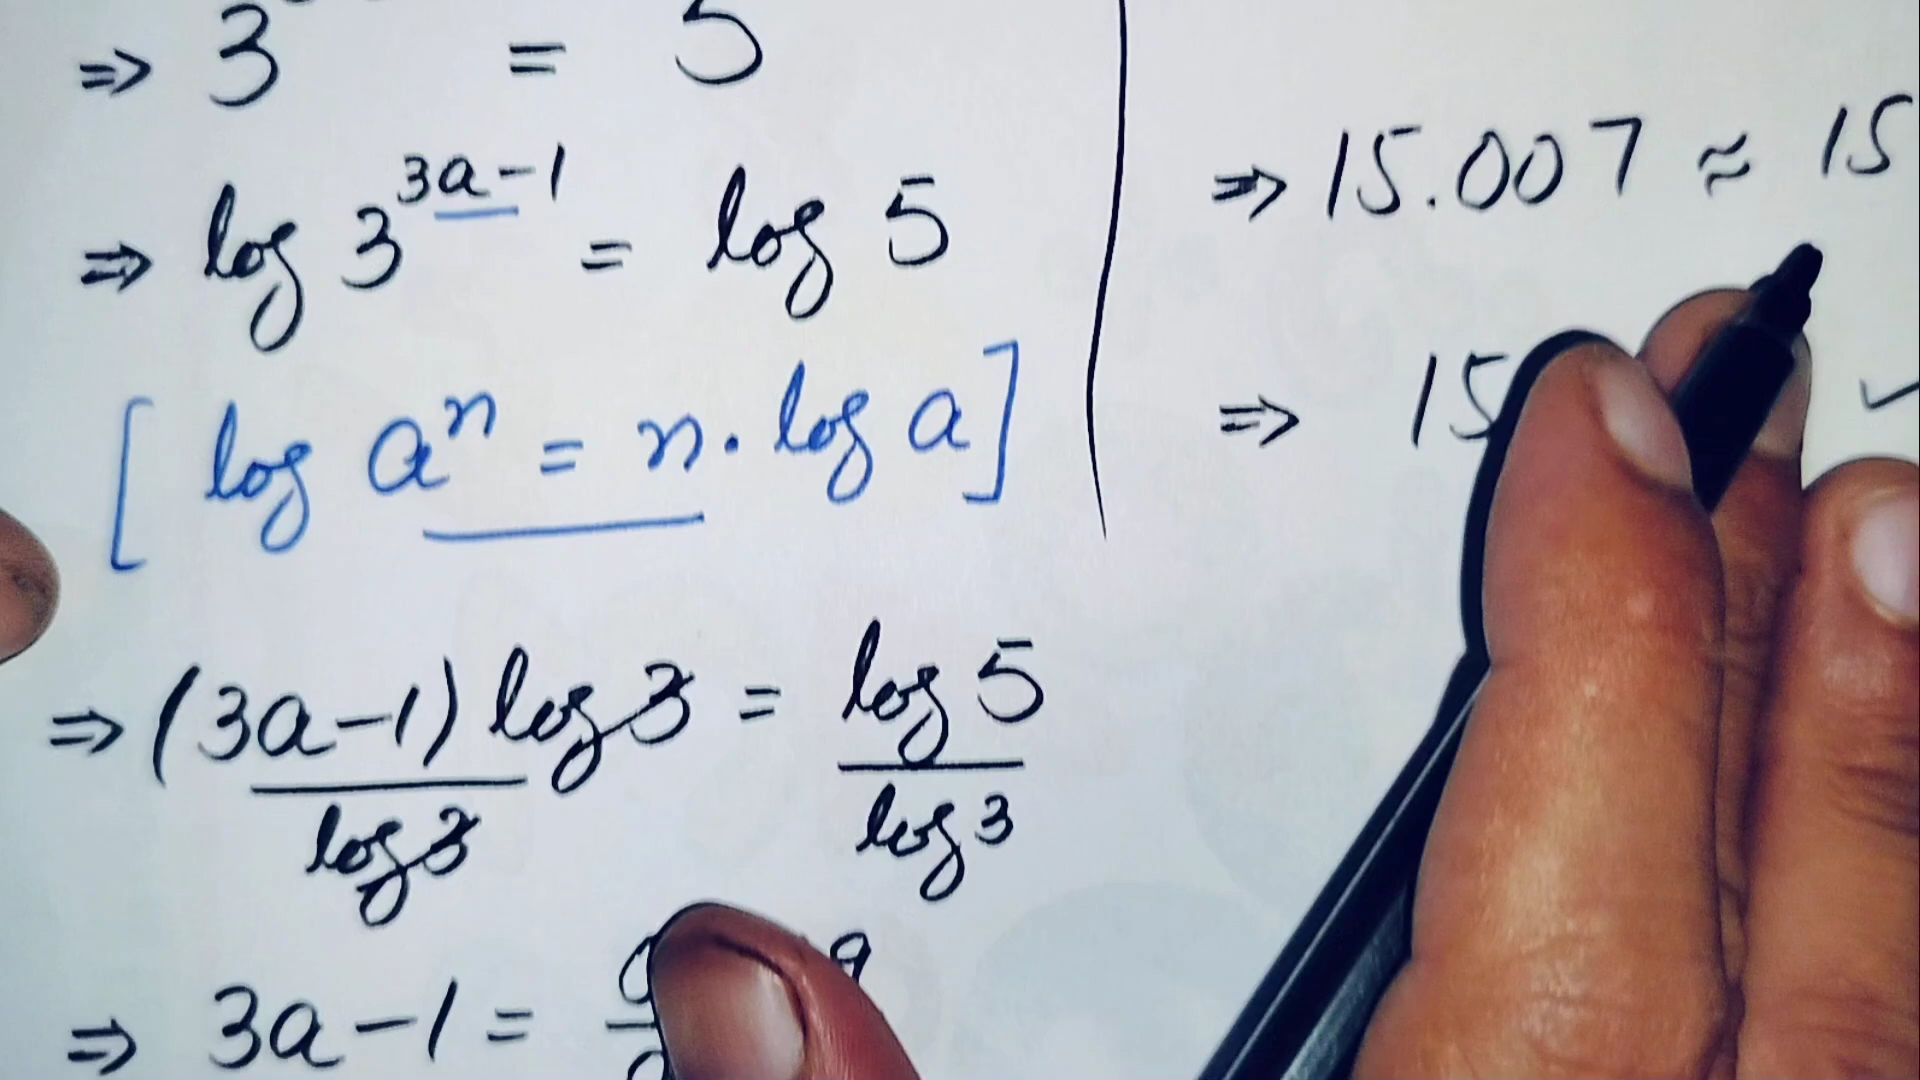 ⇒ 3 = 5
⇒ log 3^{3a-1} = log 5
[log a^n = n . log a]
⇒ (3a-1) log 3 / log 3 = log 5 / log 3
⇒ 3a-1 =
⇒ 15.007 ≈ 15
⇒ 15 ✓